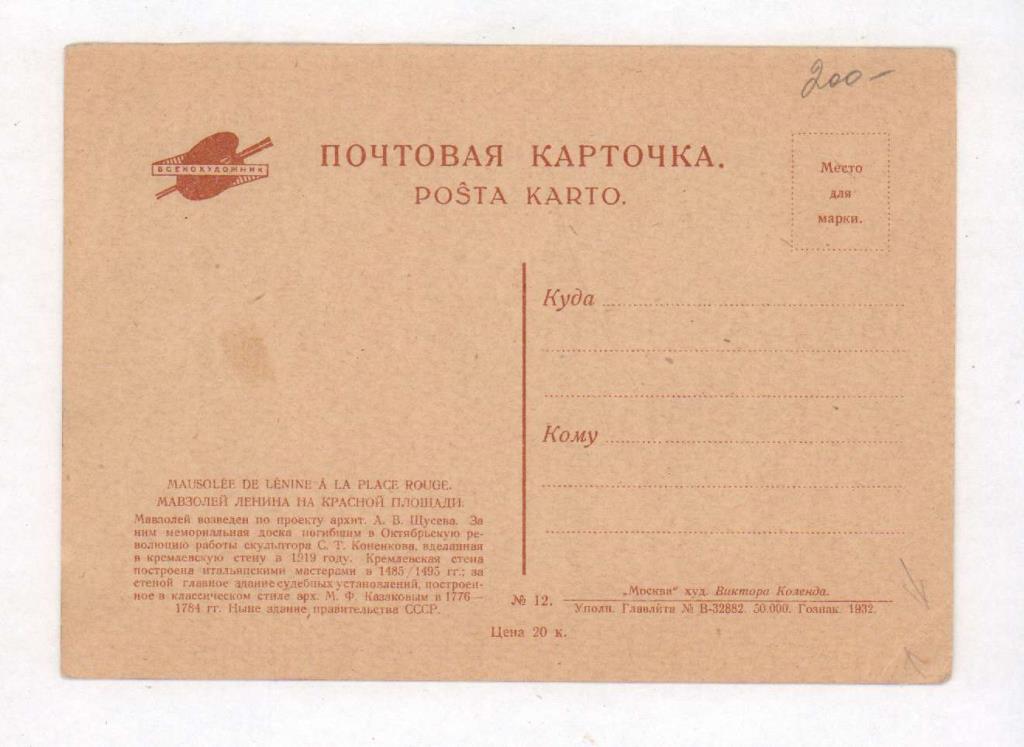 200-
ВСЕКОХУДОЖНИК
ПОЧТОВАЯ КАРТОЧКА.
POŜTA KARTO.
Место
для
марки.
Куда
Кому
MAUSOLÉE DE LÉNINE Á LA PLACE ROUGE.
МАВЗОЛЕЙ ЛЕНИНА НА КРАСНОЙ ПЛОЩАДИ.
Мавзолей возведен по проекту архит. А. В. Щусева. За
ним мемориальная доска погибшим в Октябрьскую ре-
волюцию работы скульптора С. Т. Коненкова, вделанная
в кремлевскую стену в 1919 году. Кремлевская стена
построена итальянскими мастерами в 1485/1495 гг.; за
стеной главное здание судебных установлений, построен-
ное в классическом стиле арх. М. Ф. Казаковым в 1776—
1784 гг. Ныне здание правительства СССР.
№ 12.
„Москва" худ. Виктора Коленда.
Уполн. Главлита № В-32882. 50.000. Гознак. 1932.
Цена 20 к.